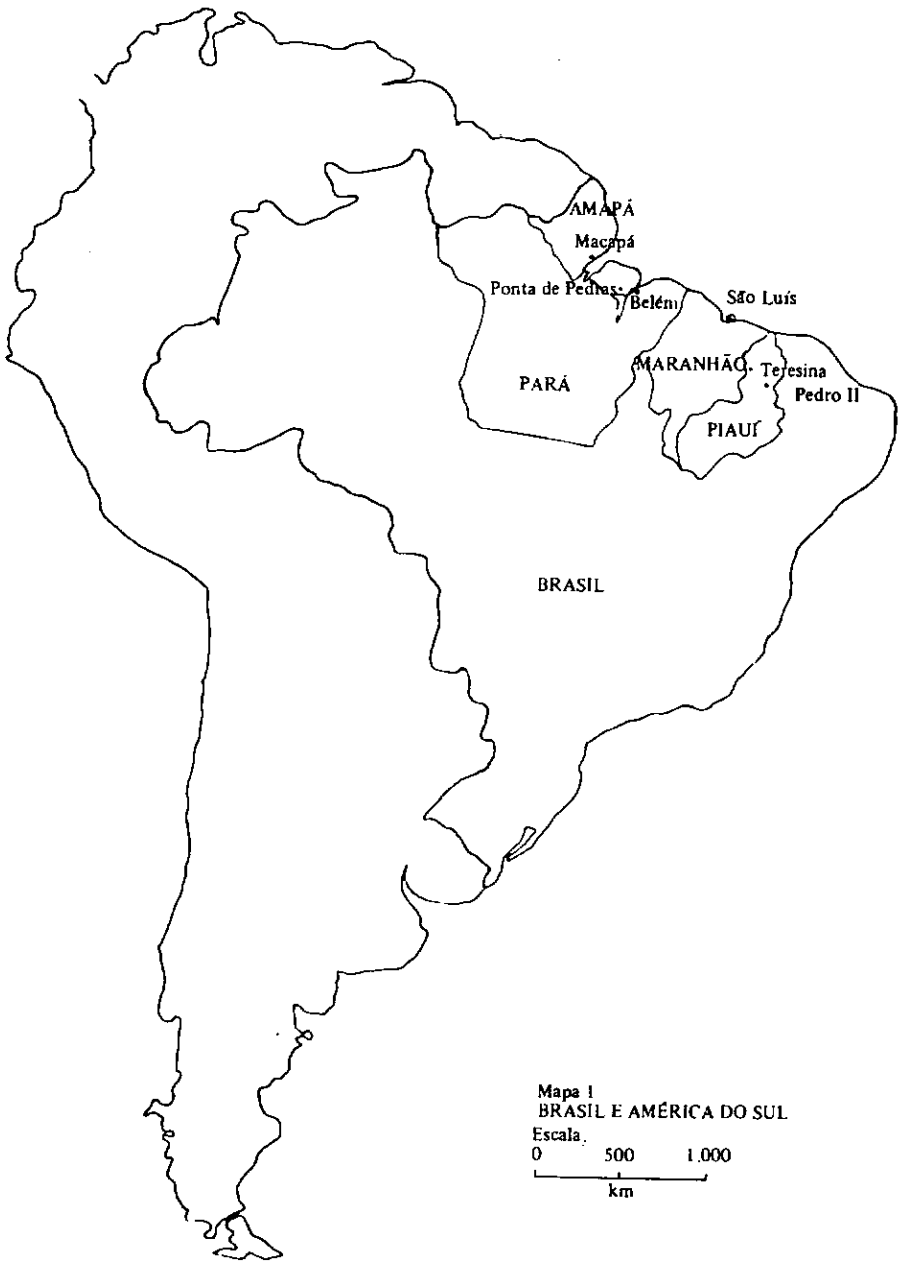 AMAPÁ
Macapá
Ponta de Pedras
Belém
São Luís
MARANHÃO
Teresina
PARÁ
Pedro II
PIAUÍ
BRASIL
Mapa 1
BRASIL E AMÉRICA DO SUL
Escala
0 500 1.000
km